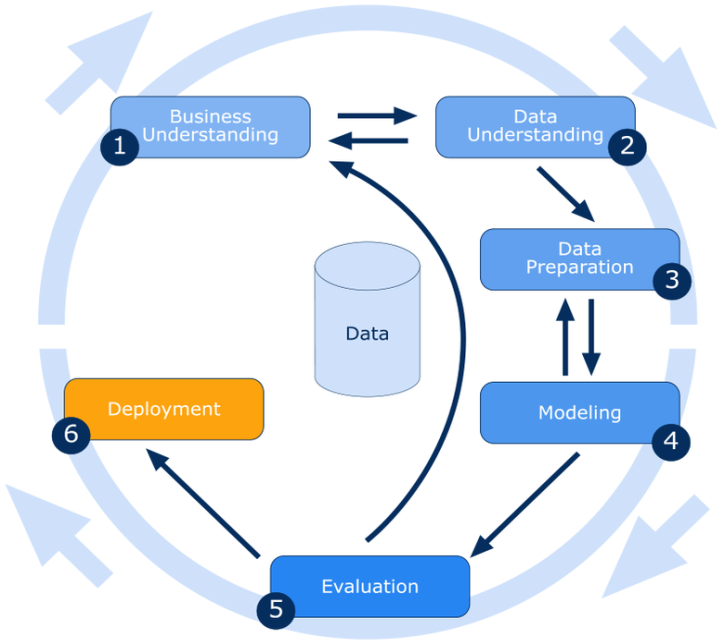 Business
Understanding
1
Data
Understanding
2
Data
Preparation
3
Data
Modeling
4
Deployment
6
Evaluation
5